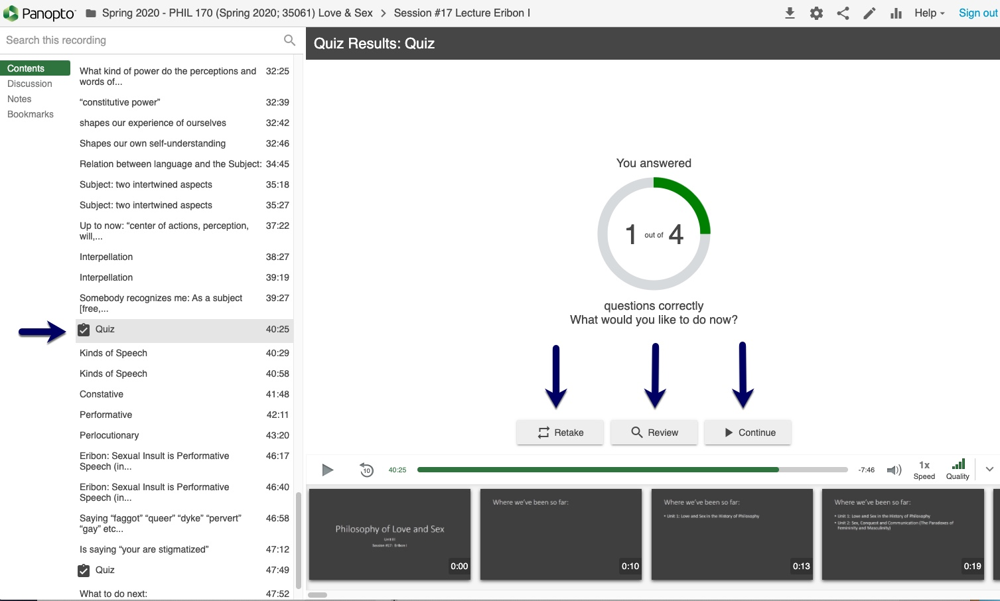 Panopto
Spring 2020 - PHIL 170 (Spring 2020; 35061) Love & Sex > Session #17 Lecture Eribon I
Help
Sign out
Search this recording
Contents
Discussion
Notes
Bookmarks
What kind of power do the perceptions and 32:25
words of...
“constitutive power” 32:39
shapes our experience of ourselves 32:42
Shapes our own self-understanding 32:46
Relation between language and the Subject: 34:45
Subject: two intertwined aspects 35:18
Subject: two intertwined aspects 35:27
Up to now: “center of actions, perception, 37:22
will,...
Interpellation 38:27
Interpellation 39:19
Somebody recognizes me: As a subject 39:27
[free,...
Quiz 40:25
Kinds of Speech 40:29
Kinds of Speech 40:58
Constative 41:48
Performative 42:11
Perlocutionary 43:20
Eribon: Sexual Insult is Performative 46:17
Speech (in...
Eribon: Sexual Insult is Performative 46:40
Speech (in...
Saying “faggot” “queer” “dyke” “pervert” 46:58
“gay” etc...
Is saying “your are stigmatized” 47:12
Quiz 47:49
What to do next: 47:52
Quiz Results: Quiz
You answered
1 out of 4
questions correctly
What would you like to do now?
Retake
Review
Continue
10
40:25
-7:46
1x
Speed
Quality
Philosophy of Love and Sex
Unit III
Session #17: Eribon I
0:00
Where we’ve been so far:
0:10
Where we’ve been so far:
• Unit 1: Love and Sex in the History of Philosophy
0:13
Where we’ve been so far:
• Unit 1: Love and Sex in the History of Philosophy
• Unit 2: Sex, Conquest and Communication (The Paradoxes of
Femininity and Masculinity)
0:19